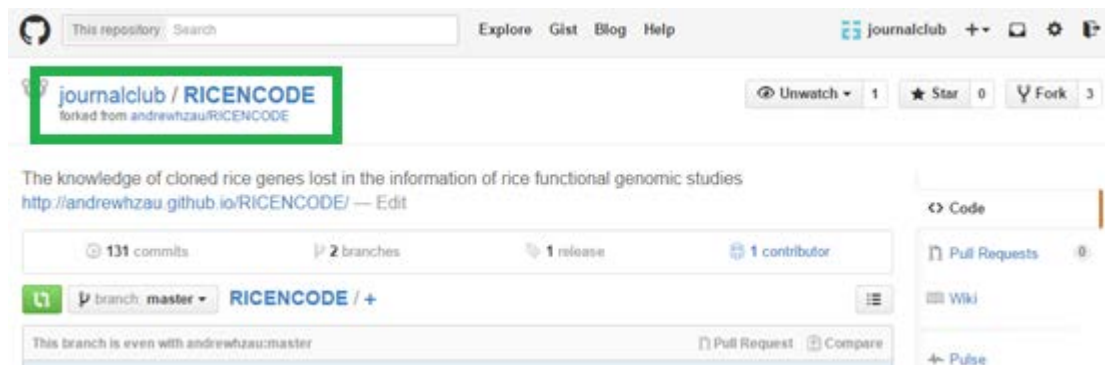 This repository Search Explore Gist Blog Help journalclub
journalclub / RICENCODE
forked from andrewhzau/RICENCODE
Unwatch 1 Star 0 Fork 3
The knowledge of cloned rice genes lost in the information of rice functional genomic studies
http://andrewhzau.github.io/RICENCODE/ — Edit
131 commits 2 branches 1 release 1 contributor
branch: master RICENCODE / +
This branch is even with andrewhzau:master Pull Request Compare
<> Code
Pull Requests 0
Wiki
Pulse